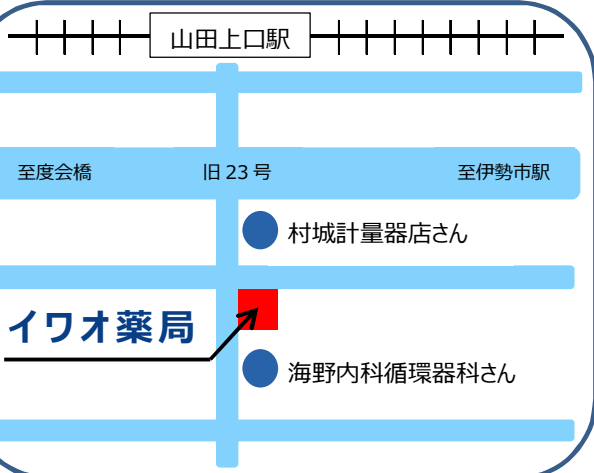 山田上口駅
至度会橋 旧23号 至伊勢市駅
村城計量器店さん
イワオ薬局
海野内科循環器科さん